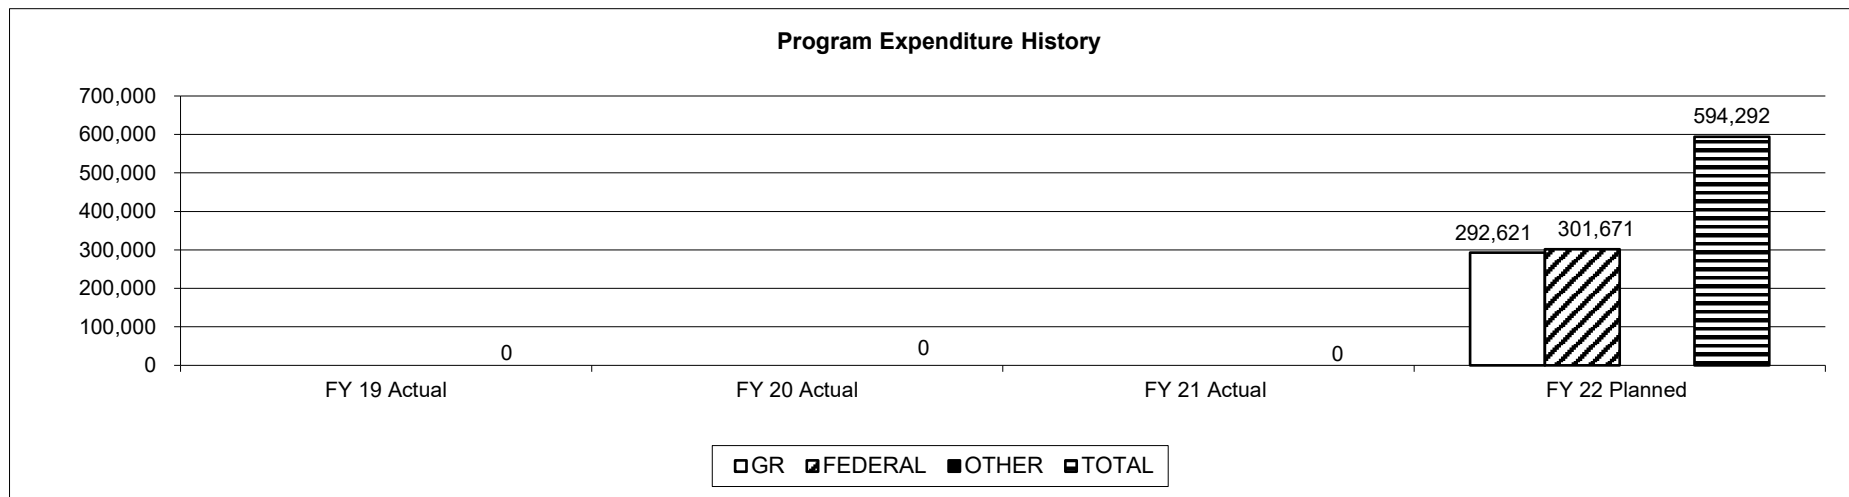 Program Expenditure History
700,000
600,000
500,000
400,000
300,000
200,000
100,000
0
594,292
292,621
301,671
0
0
0
FY 19 Actual
FY 20 Actual
FY 21 Actual
FY 22 Planned
GR FEDERAL OTHER TOTAL